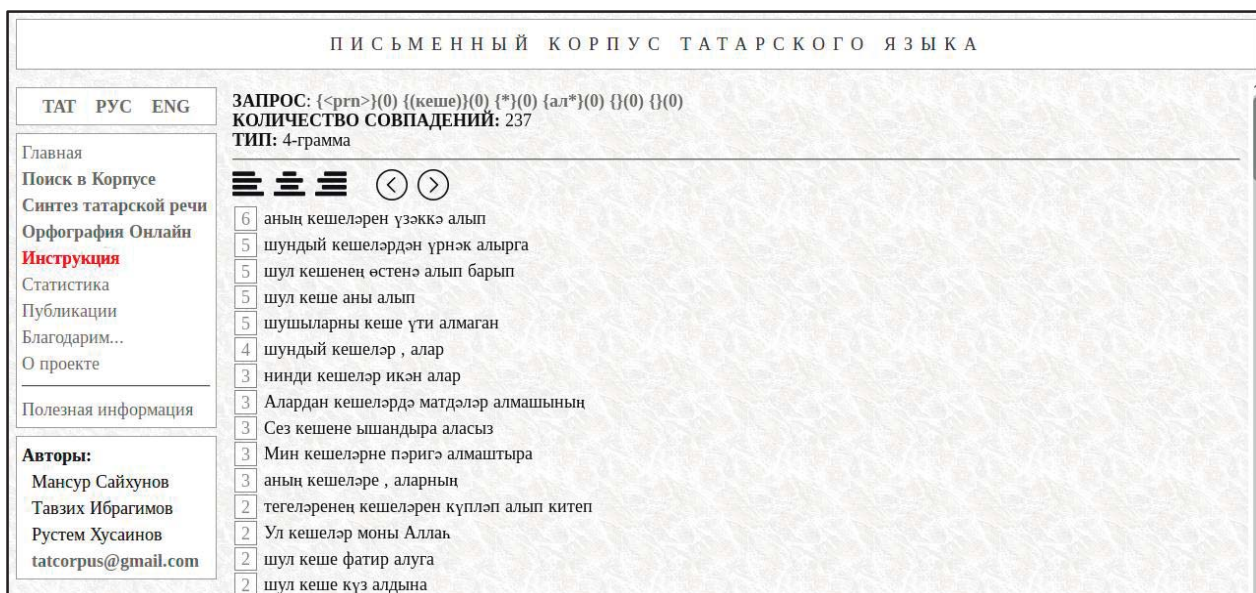 ПИСЬМЕННЫЙ КОРПУС ТАТАРСКОГО ЯЗЫКА
ТАТ РУС ENG
Главная
Поиск в Корпусе
Синтез татарской речи
Орфография Онлайн
Инструкция
Статистика
Публикации
Благодарим...
О проекте
Полезная информация
Авторы:
Мансур Сайхунов
Тавзих Ибрагимов
Рустем Хусаинов
tatcorpus@gmail.com
ЗАПРОС: {<prn>}(0) {(кеше)}(0) {*}(0) {ал*}(0) {}(0) {}(0)
КОЛИЧЕСТВО СОВПАДЕНИЙ: 237
ТИП: 4-грамма
6 аның кешеләрен үзәккә алып
5 шундый кешеләрдән үрнәк алырга
5 шул кешенең өстенә алып барып
5 шул кеше аны алып
5 шушыларны кеше үти алмаган
4 шундый кешеләр , алар
3 нинди кешеләр икән алар
3 Алардан кешеләрдә матдәләр алмашының
3 Сез кешене ышандыра аласыз
3 Мин кешеләрне пәригә алмаштыра
3 аның кешеләре , аларның
2 тегеләренең кешеләрен күпләп алып китеп
2 Ул кешеләр моны Аллаһ
2 шул кеше фатир алуга
2 шул кеше күз алдына